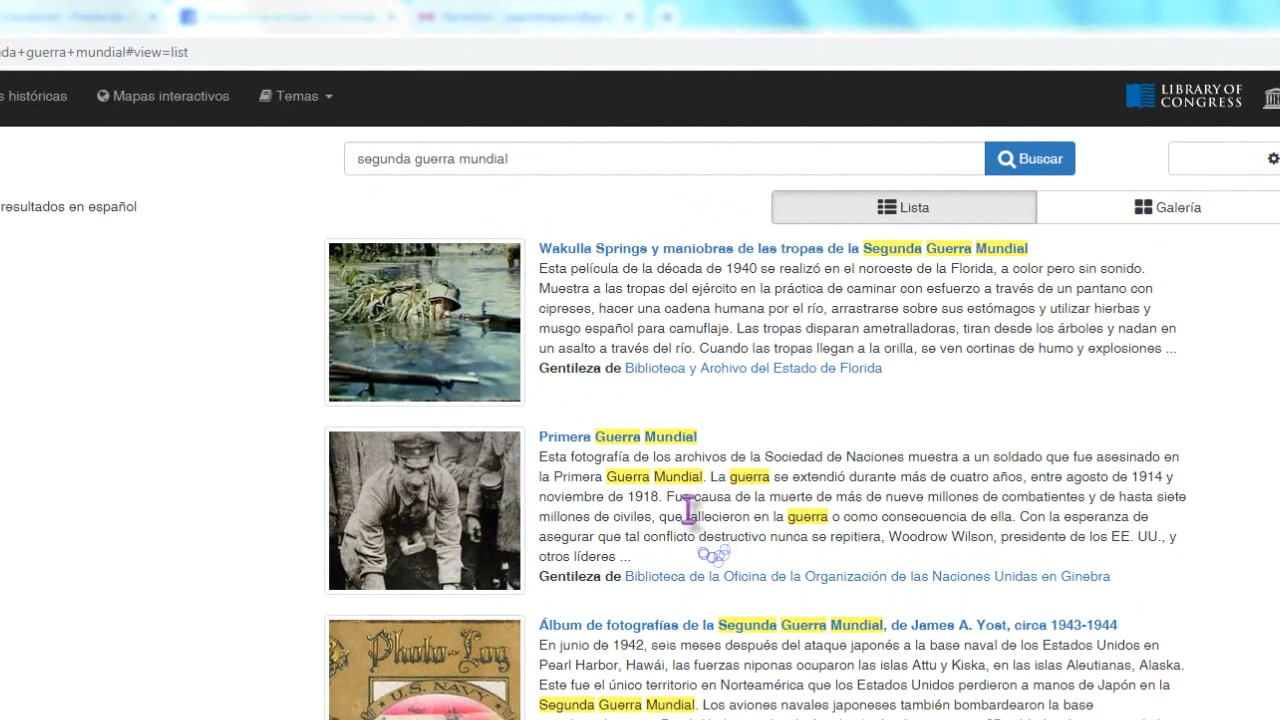 da+guerra+mundial#view=list
s históricas
Mapas interactivos
Temas
LIBRARY OF
CONGRESS
segunda guerra mundial
Buscar
resultados en español
Lista
Galería
Wakulla Springs y maniobras de las tropas de la Segunda Guerra Mundial
Esta película de la década de 1940 se realizó en el noroeste de la Florida, a color pero sin sonido.
Muestra a las tropas del ejército en la práctica de caminar con esfuerzo a través de un pantano con
cipreses, hacer una cadena humana por el río, arrastrarse sobre sus estómagos y utilizar hierbas y
musgo español para camuflaje. Las tropas disparan ametralladoras, tiran desde los árboles y nadan en
un asalto a través del río. Cuando las tropas llegan a la orilla, se ven cortinas de humo y explosiones ...
Gentileza de Biblioteca y Archivo del Estado de Florida
Primera Guerra Mundial
Esta fotografía de los archivos de la Sociedad de Naciones muestra a un soldado que fue asesinado en
la Primera Guerra Mundial. La guerra se extendió durante más de cuatro años, entre agosto de 1914 y
noviembre de 1918. Fue causa de la muerte de más de nueve millones de combatientes y de hasta siete
millones de civiles, que fallecieron en la guerra o como consecuencia de ella. Con la esperanza de
asegurar que tal conflicto destructivo nunca se repitiera, Woodrow Wilson, presidente de los EE. UU., y
otros líderes ...
Gentileza de Biblioteca de la Oficina de la Organización de las Naciones Unidas en Ginebra
Álbum de fotografías de la Segunda Guerra Mundial, de James A. Yost, circa 1943-1944
Photo Log
U.S. NAVY
En junio de 1942, seis meses después del ataque japonés a la base naval de los Estados Unidos en
Pearl Harbor, Hawái, las fuerzas niponas ocuparon las islas Attu y Kiska, en las islas Aleutianas, Alaska.
Este fue el único territorio en Norteamérica que los Estados Unidos perdieron a manos de Japón en la
Segunda Guerra Mundial. Los aviones navales japoneses también bombardearon la base